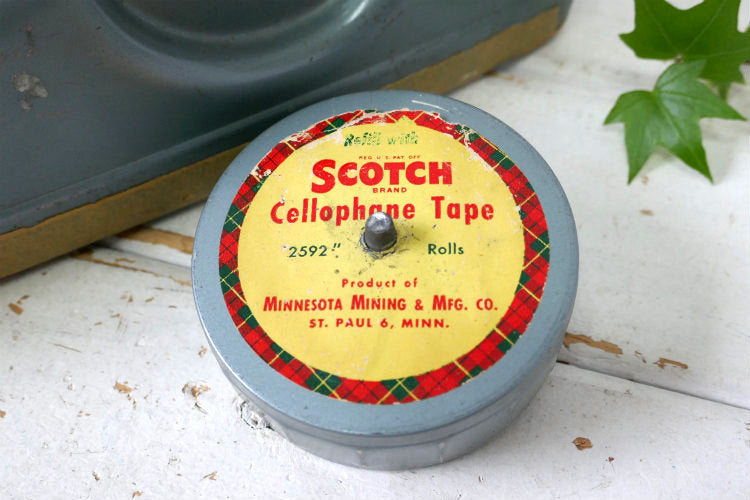 Refill with
REG. U.S. PAT. OFF.
SCOTCH
BRAND
Cellophane Tape
2592" Rolls
Product of
MINNESOTA MINING & MFG. CO.
ST. PAUL 6, MINN.